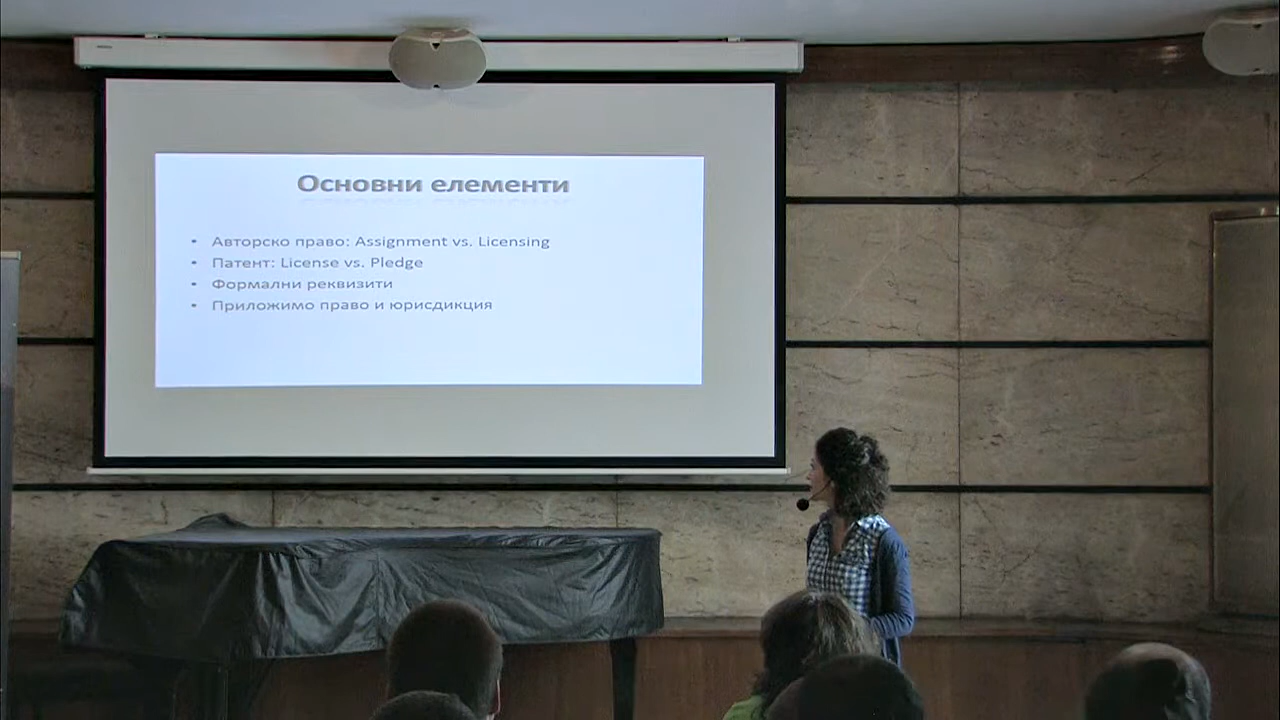 Основни елементи
• Авторско право: Assignment vs. Licensing
• Патент: License vs. Pledge
• Формални реквизити
• Приложимо право и юрисдикция